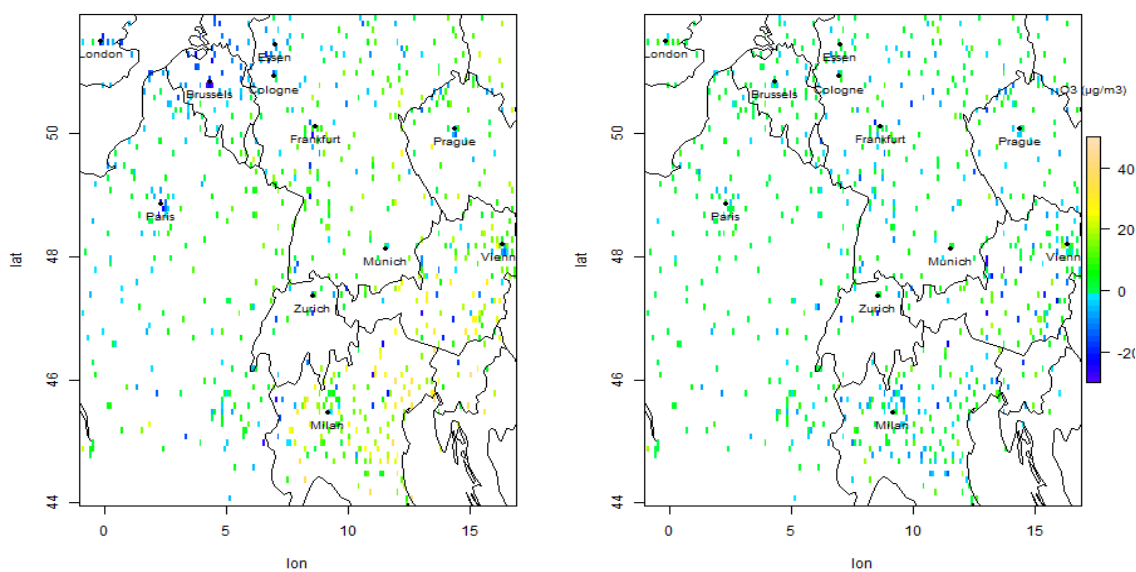 London
Essen
Brussels
Cologne
Frankfurt
Prague
Paris
Munich
Vienn
Zurich
Milan
lat
50
48
46
44
0
5
10
15
lon
London
Essen
Brussels
Cologne
O3 (µg/m3)
Frankfurt
Prague
Paris
Munich
Vienn
Zurich
Milan
lat
50
48
46
44
0
5
10
15
lon
40
20
0
-20